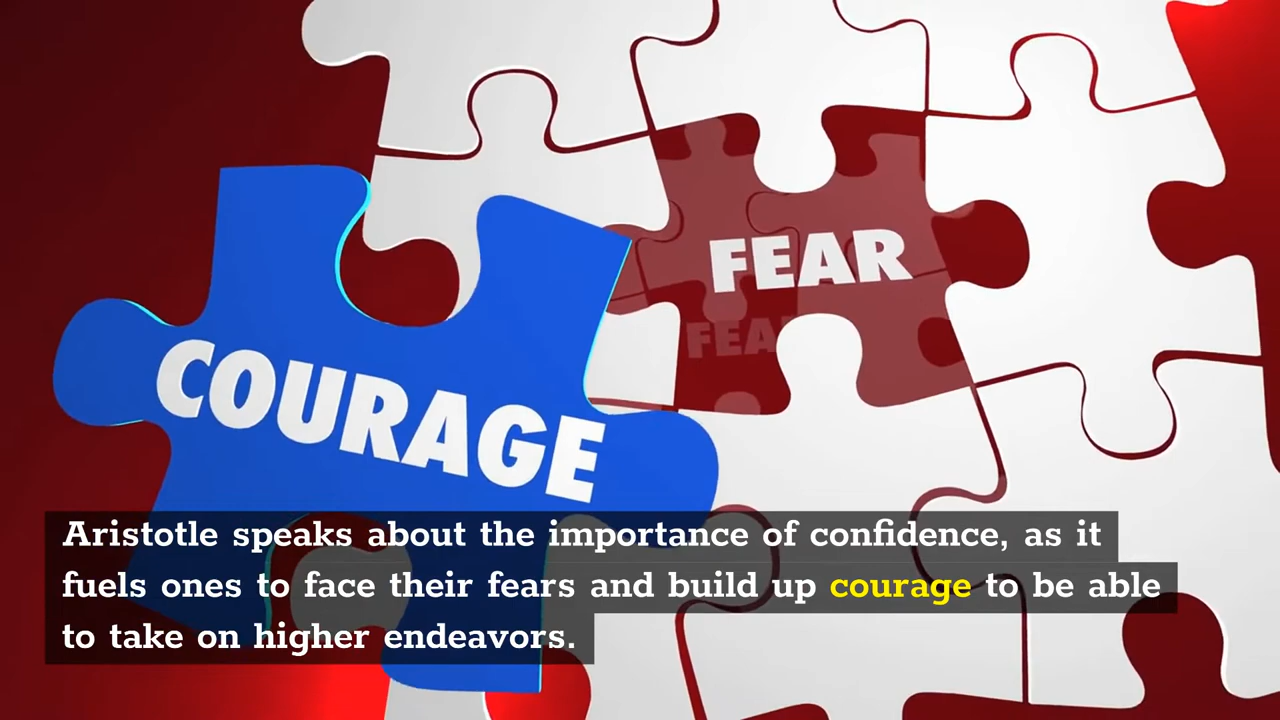 FEAR
FEA
COURAGE
Aristotle speaks about the importance of confidence, as it
fuels ones to face their fears and build up courage to be able
to take on higher endeavors.